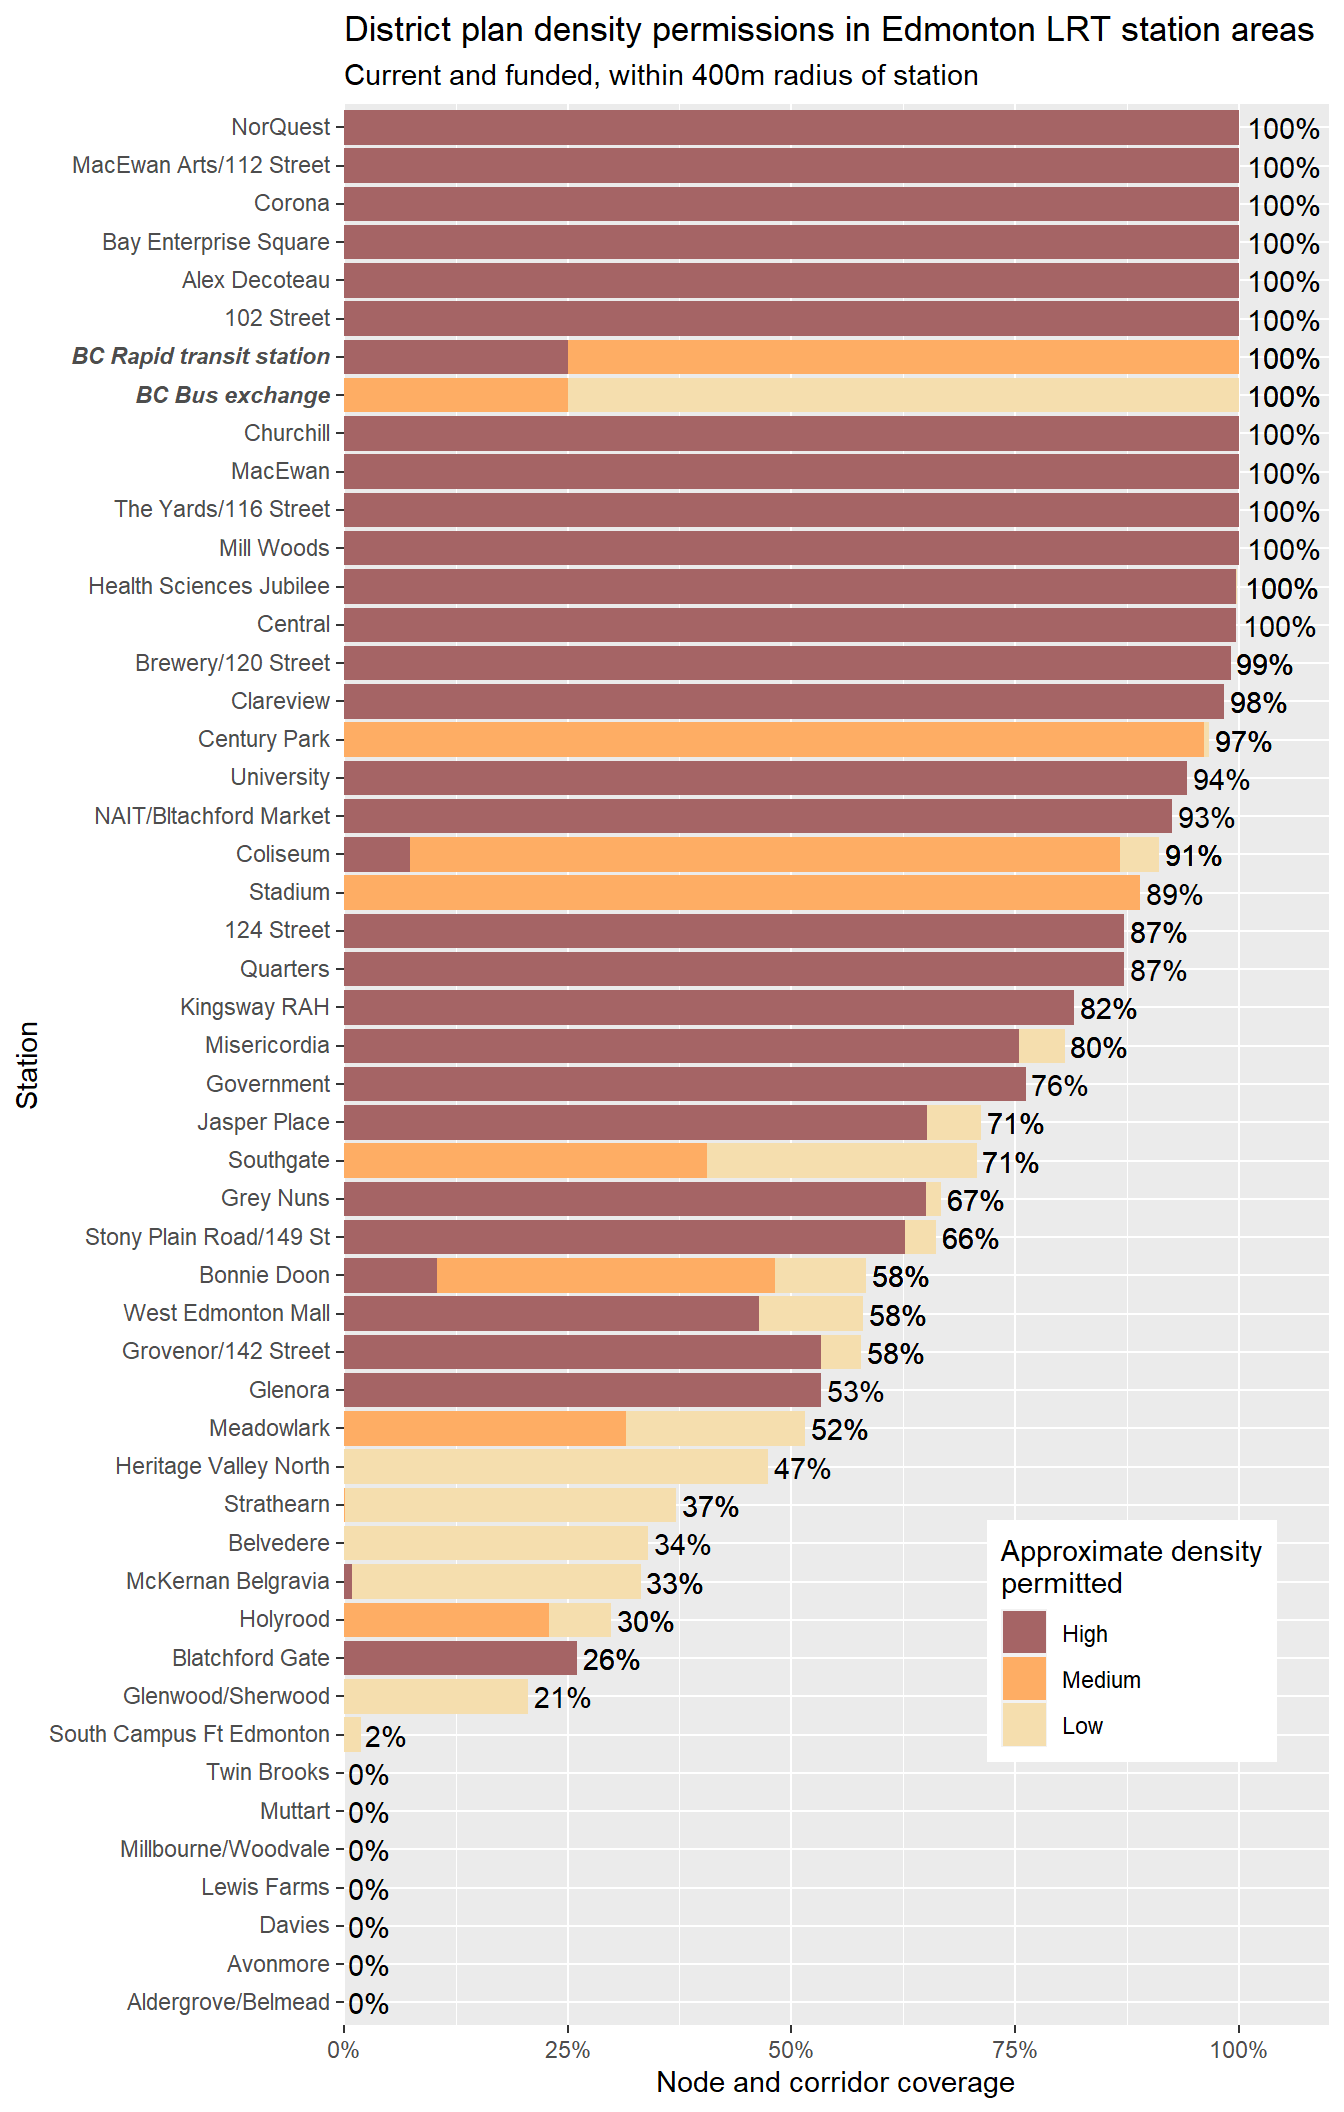 District plan density permissions in Edmonton LRT station areas
Current and funded, within 400m radius of station
NorQuest 100%
MacEwan Arts/112 Street 100%
Corona 100%
Bay Enterprise Square 100%
Alex Decoteau 100%
102 Street 100%
BC Rapid transit station 100%
BC Bus exchange 100%
Churchill 100%
MacEwan 100%
The Yards/116 Street 100%
Mill Woods 100%
Health Sciences Jubilee 100%
Central 100%
Brewery/120 Street 99%
Clareview 98%
Century Park 97%
University 94%
NAIT/Bltachford Market 93%
Coliseum 91%
Stadium 89%
124 Street 87%
Quarters 87%
Kingsway RAH 82%
Misericordia 80%
Government 76%
Jasper Place 71%
Southgate 71%
Grey Nuns 67%
Stony Plain Road/149 St 66%
Bonnie Doon 58%
West Edmonton Mall 58%
Grovenor/142 Street 58%
Glenora 53%
Meadowlark 52%
Heritage Valley North 47%
Strathearn 37%
Belvedere 34%
McKernan Belgravia 33%
Holyrood 30%
Blatchford Gate 26%
Glenwood/Sherwood 21%
South Campus Ft Edmonton 2%
Twin Brooks 0%
Muttart 0%
Millbourne/Woodvale 0%
Lewis Farms 0%
Davies 0%
Avonmore 0%
Aldergrove/Belmead 0%
Station
Approximate density
permitted
High
Medium
Low
0% 25% 50% 75% 100%
Node and corridor coverage